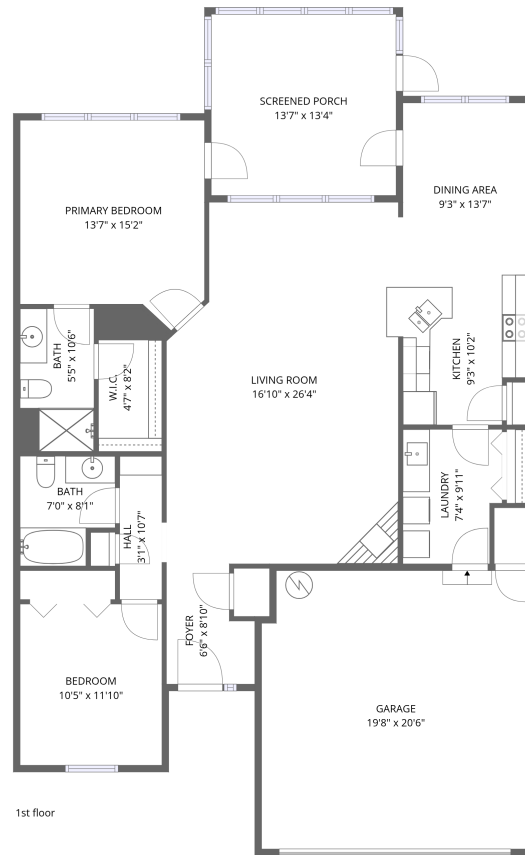 SCREENED PORCH
13'7" x 13'4"
DINING AREA
9'3" x 13'7"
PRIMARY BEDROOM
13'7" x 15'2"
BATH
5'5" x 10'6"
W.I.C.
4'7" x 8'2"
LIVING ROOM
16'10" x 26'4"
KITCHEN
9'3" x 10'2"
LAUNDRY
7'4" x 9'11"
BATH
7'0" x 8'1"
HALL
3'1" x 10'7"
FOYER
6'6" x 8'10"
BEDROOM
10'5" x 11'10"
GARAGE
19'8" x 20'6"
1st floor